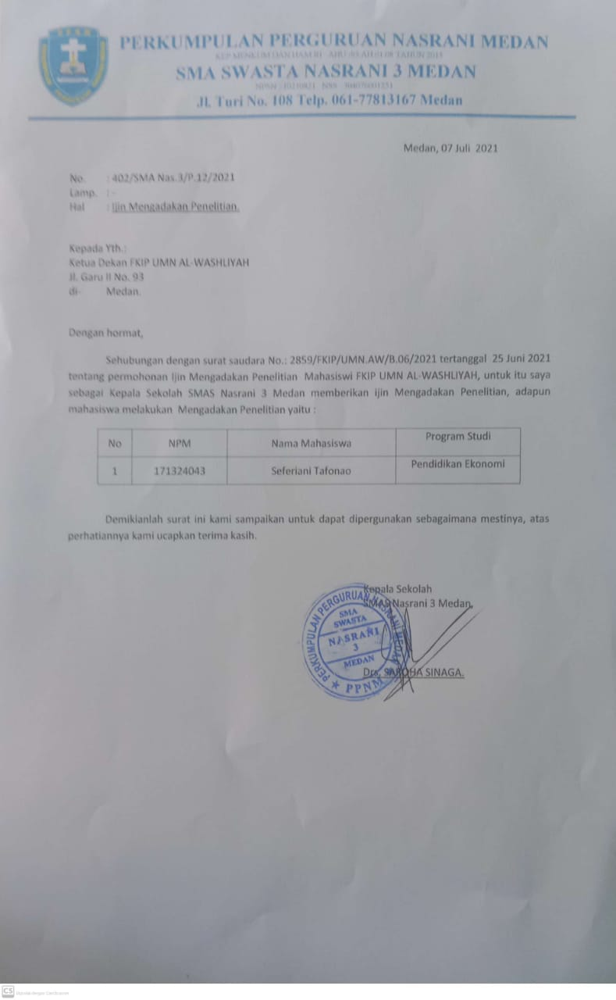 PERKUMPULAN PERGURUAN NASRANI MEDAN
SMA SWASTA NASRANI 3 MEDAN
Jl. Turi No. 108 Telp. 061-77813167 Medan
Medan, 07 Juli 2021
No. : 402/SMA Nas.3/P.12/2021
Lamp. : -
Hal : Ijin Mengadakan Penelitian.
Kepada Yth.:
Ketua Dekan FKIP UMN AL-WASHLIYAH
Jl. Garu II No. 93
di- Medan.
Dengan hormat,
Sehubungan dengan surat saudara No.: 2859/FKIP/UMN.AW/B.06/2021 tertanggal 25 Juni 2021
tentang permohonan Ijin Mengadakan Penelitian Mahasiswi FKIP UMN AL-WASHLIYAH, untuk itu saya
sebagai Kepala Sekolah SMAS Nasrani 3 Medan memberikan ijin Mengadakan Penelitian, adapun
mahasiswa melakukan Mengadakan Penelitian yaitu :
No NPM Nama Mahasiswa Program Studi
1 171324043 Seferiani Tafonao Pendidikan Ekonomi
Demikianlah surat ini kami sampaikan untuk dapat dipergunakan sebagaimana mestinya, atas
perhatiannya kami ucapkan terima kasih.
Kepala Sekolah
SMAS Nasrani 3 Medan,
PERKUMPULAN PERGURUAN NASRANI MEDAN
SMA
SWASTA
NASRANI
3
MEDAN
PPNM
Drs. SAROHA SINAGA.
CS